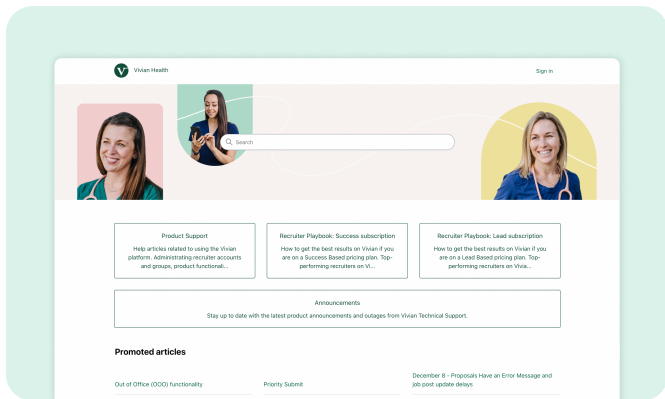 V Vivian Health
Sign in
Search
Product Support
Help articles related to using the Vivian
platform. Administrating recruiter accounts
and groups, product functionali...
Recruiter Playbook: Success subscription
How to get the best results on Vivian if you
are on a Success Based pricing plan. Top-
performing recruiters on Vi...
Recruiter Playbook: Lead subscription
How to get the best results on Vivian if you
are on a Lead Based pricing plan. Top-
performing recruiters on Vivia...
Announcements
Stay up to date with the latest product announcements and outages from Vivian Technical Support.
Promoted articles
Out of Office (OOO) functionality
Priority Submit
December 8 - Proposals Have an Error Message and
job post update delays